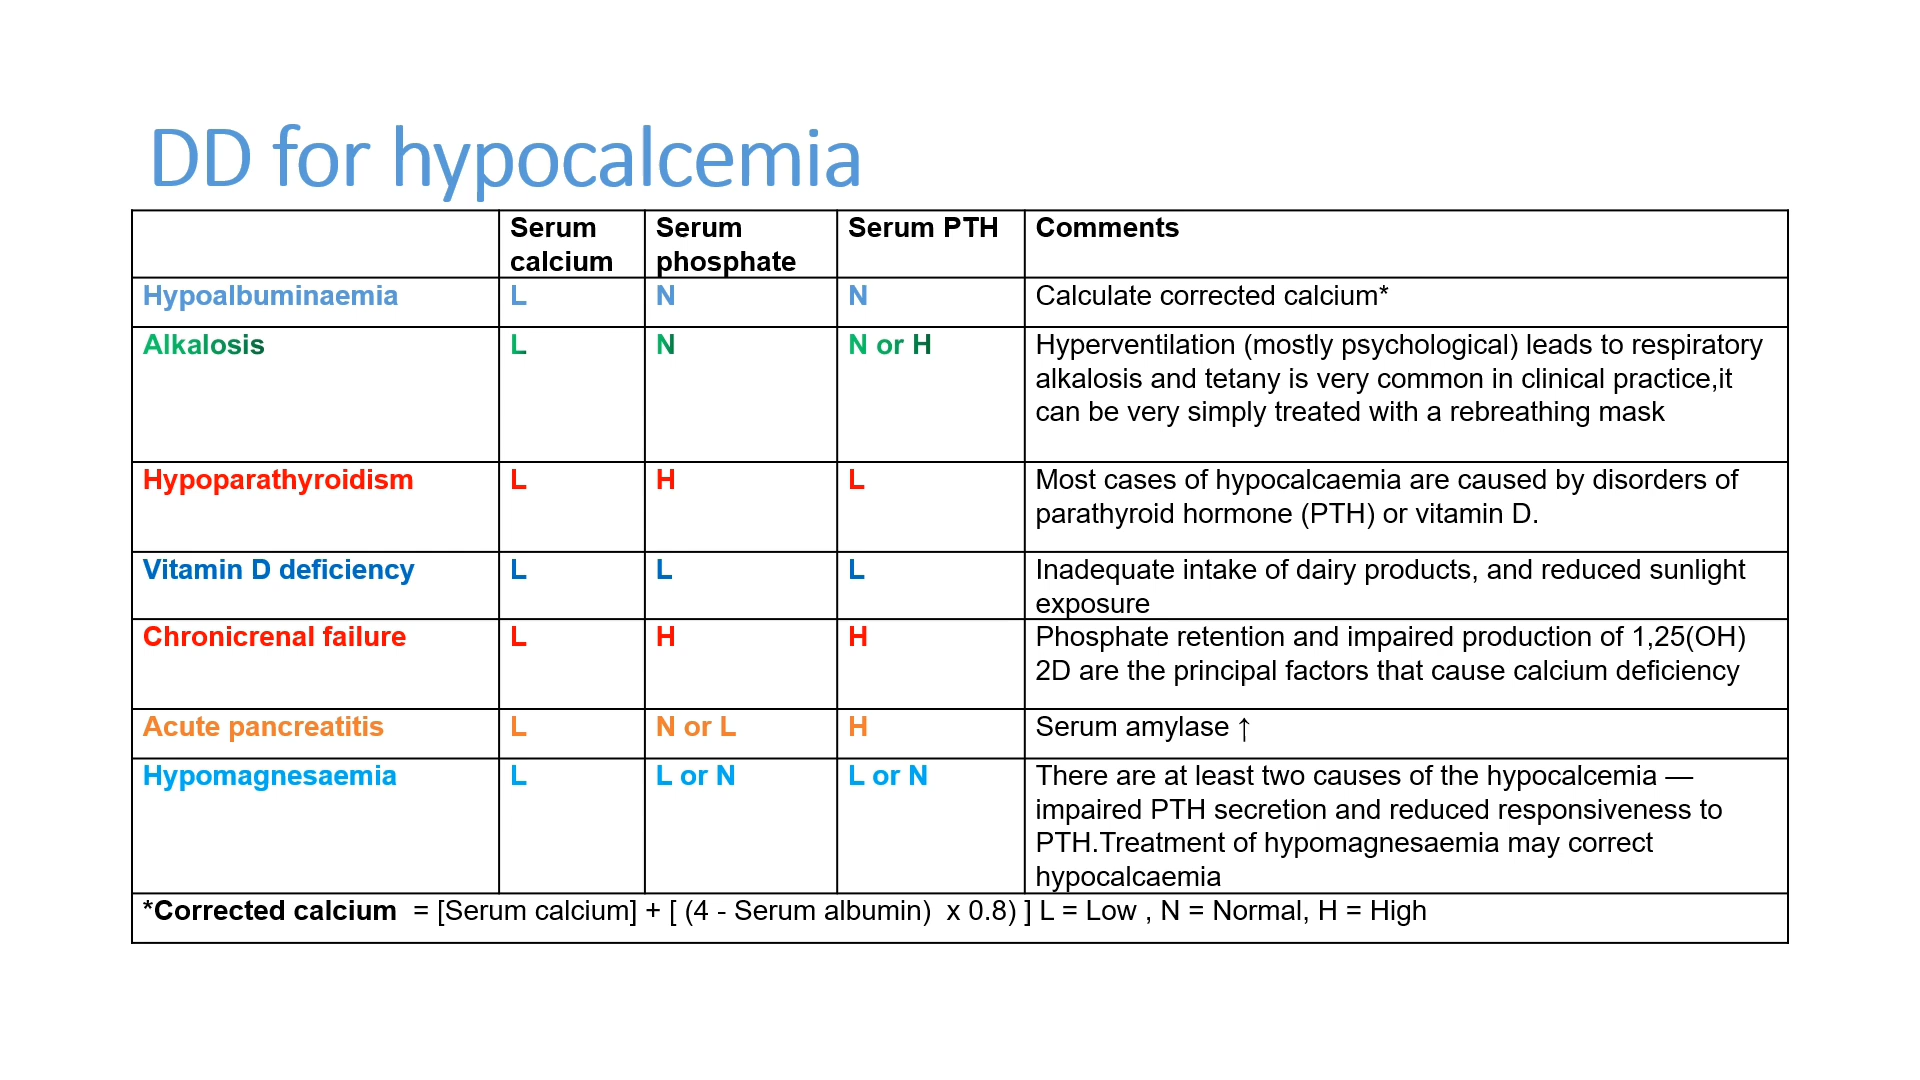 DD for hypocalcemia
Serum calcium | Serum phosphate | Serum PTH | Comments
Hypoalbuminaemia | L | N | N | Calculate corrected calcium*
Alkalosis | L | N | N or H | Hyperventilation (mostly psychological) leads to respiratory
alkalosis and tetany is very common in clinical practice,it
can be very simply treated with a rebreathing mask
Hypoparathyroidism | L | H | L | Most cases of hypocalcaemia are caused by disorders of
parathyroid hormone (PTH) or vitamin D.
Vitamin D deficiency | L | L | L | Inadequate intake of dairy products, and reduced sunlight
exposure
Chronicrenal failure | L | H | H | Phosphate retention and impaired production of 1,25(OH)
2D are the principal factors that cause calcium deficiency
Acute pancreatitis | L | N or L | H | Serum amylase ↑
Hypomagnesaemia | L | L or N | L or N | There are at least two causes of the hypocalcemia —
impaired PTH secretion and reduced responsiveness to
PTH.Treatment of hypomagnesaemia may correct
hypocalcaemia
*Corrected calcium = [Serum calcium] + [ (4 - Serum albumin) x 0.8) ] L = Low , N = Normal, H = High